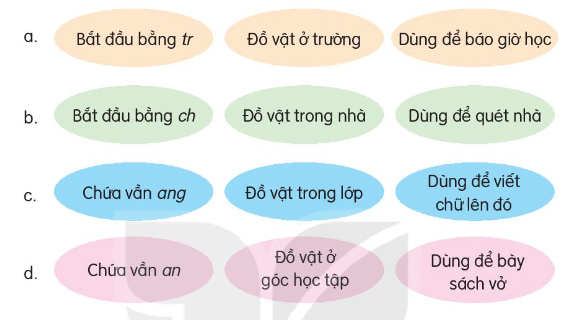 a. Bắt đầu bằng tr Đồ vật ở trường Dùng để báo giờ học
b. Bắt đầu bằng ch Đồ vật trong nhà Dùng để quét nhà
c. Chứa vần ang Đồ vật trong lớp Dùng để viết
chữ lên đó
d. Chứa vần an Đồ vật ở
góc học tập Dùng để bày
sách vở